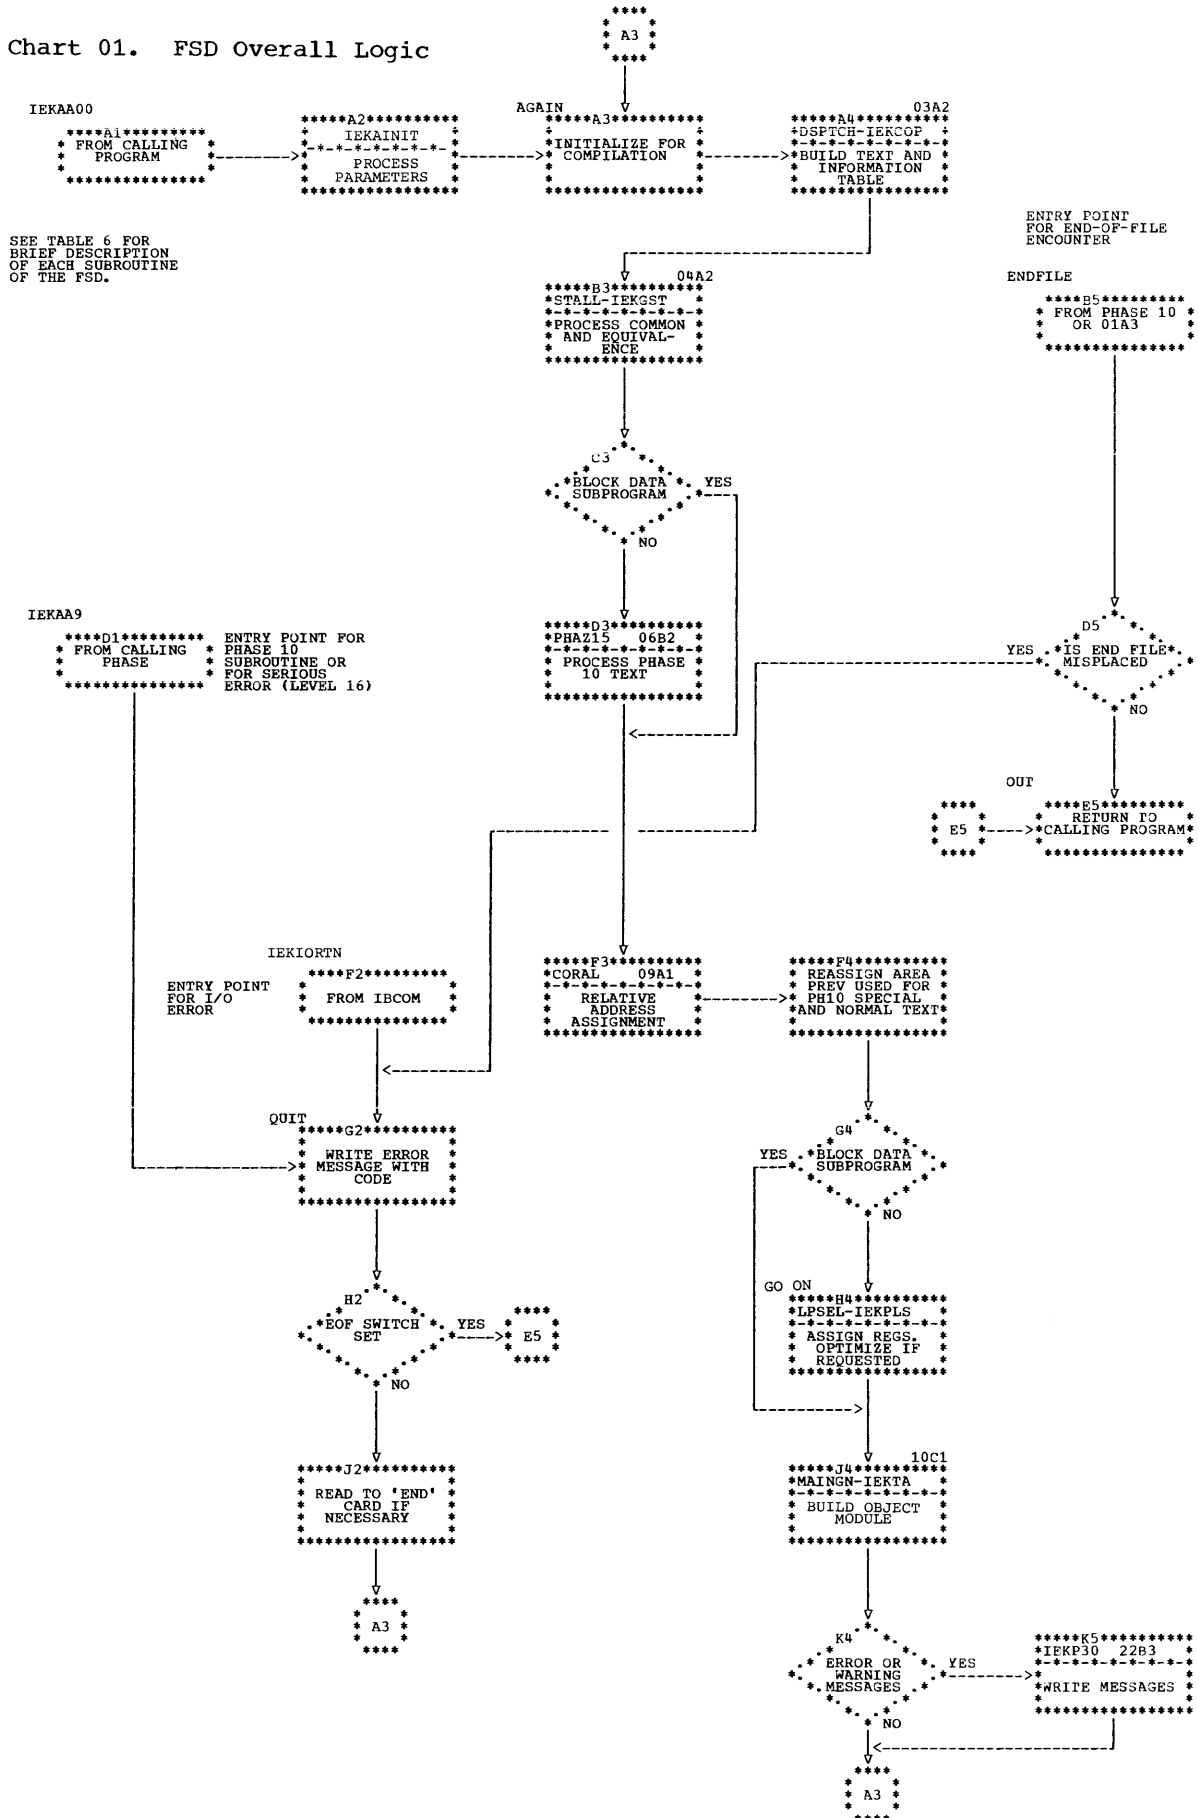 Chart 01. FSD Overall Logic
A3
IEKAA00
A1
FROM CALLING
PROGRAM
A2
IEKAINIT
PROCESS
PARAMETERS
AGAIN
A3
INITIALIZE FOR
COMPILATION
03A2
A4
DSPTCH-IEKCOP
BUILD TEXT AND
INFORMATION
TABLE
SEE TABLE 6 FOR
BRIEF DESCRIPTION
OF EACH SUBROUTINE
OF THE FSD.
ENTRY POINT
FOR END-OF-FILE
ENCOUNTER
04A2
B3
STALL-IEKGST
PROCESS COMMON
AND EQUIVAL-
ENCE
ENDFILE
B5
FROM PHASE 10
OR 01A3
C3
BLOCK DATA
SUBPROGRAM
YES
NO
IEKAA9
D1
FROM CALLING
PHASE
ENTRY POINT FOR
PHASE 10
SUBROUTINE OR
FOR SERIOUS
ERROR (LEVEL 16)
D3
PHAZ15 06B2
PROCESS PHASE
10 TEXT
D5
YES
IS END FILE
MISPLACED
NO
OUT
E5
E5
RETURN TO
CALLING PROGRAM
IEKIORTN
ENTRY POINT
FOR I/O
ERROR
F2
FROM IBCOM
F3
CORAL 09A1
RELATIVE
ADDRESS
ASSIGNMENT
F4
REASSIGN AREA
PREV USED FOR
PH10 SPECIAL
AND NORMAL TEXT
QUIT
G2
WRITE ERROR
MESSAGE WITH
CODE
G4
YES
BLOCK DATA
SUBPROGRAM
NO
H2
EOF SWITCH
SET
YES
E5
NO
GO ON
H4
LPSEL-IEKPLS
ASSIGN REGS.
OPTIMIZE IF
REQUESTED
J2
READ TO 'END'
CARD IF
NECESSARY
10C1
J4
MAINGN-IEKTA
BUILD OBJECT
MODULE
A3
K4
ERROR OR
WARNING
MESSAGES
YES
NO
K5
IEKP30 22B3
WRITE MESSAGES
A3